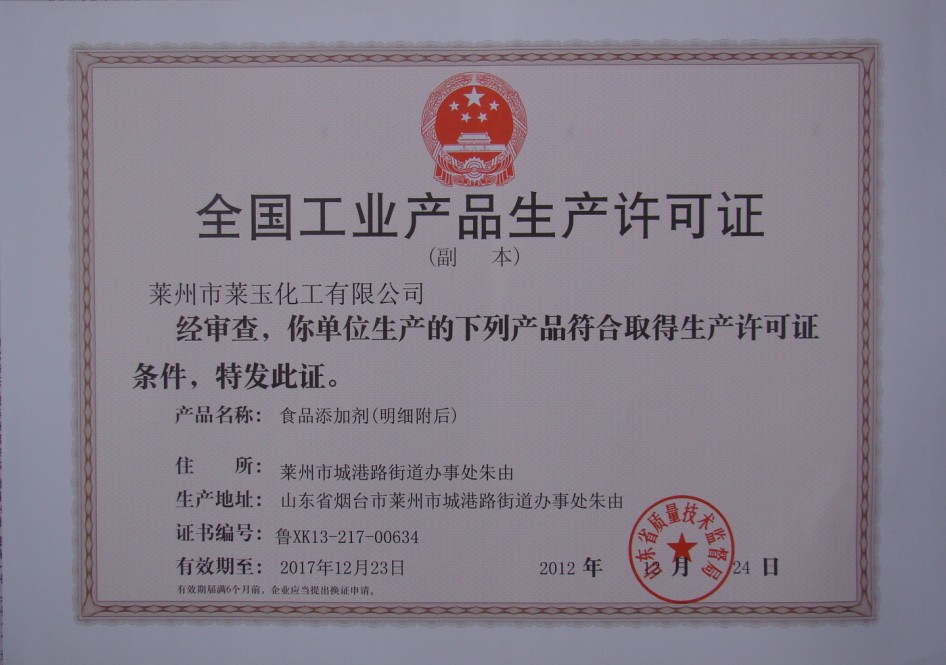 全国工业产品生产许可证
(副 本)
莱州市莱玉化工有限公司
经审查，你单位生产的下列产品符合取得生产许可证
条件，特发此证。
产品名称： 食品添加剂(明细附后)
住 所： 莱州市城港路街道办事处朱由
生产地址： 山东省烟台市莱州市城港路街道办事处朱由
证书编号： 鲁XK13-217-00634
有效期至： 2017年12月23日
2012 年 12 月 24 日
有效期届满6个月前，企业应当提出换证申请。
山东省质量技术监督局